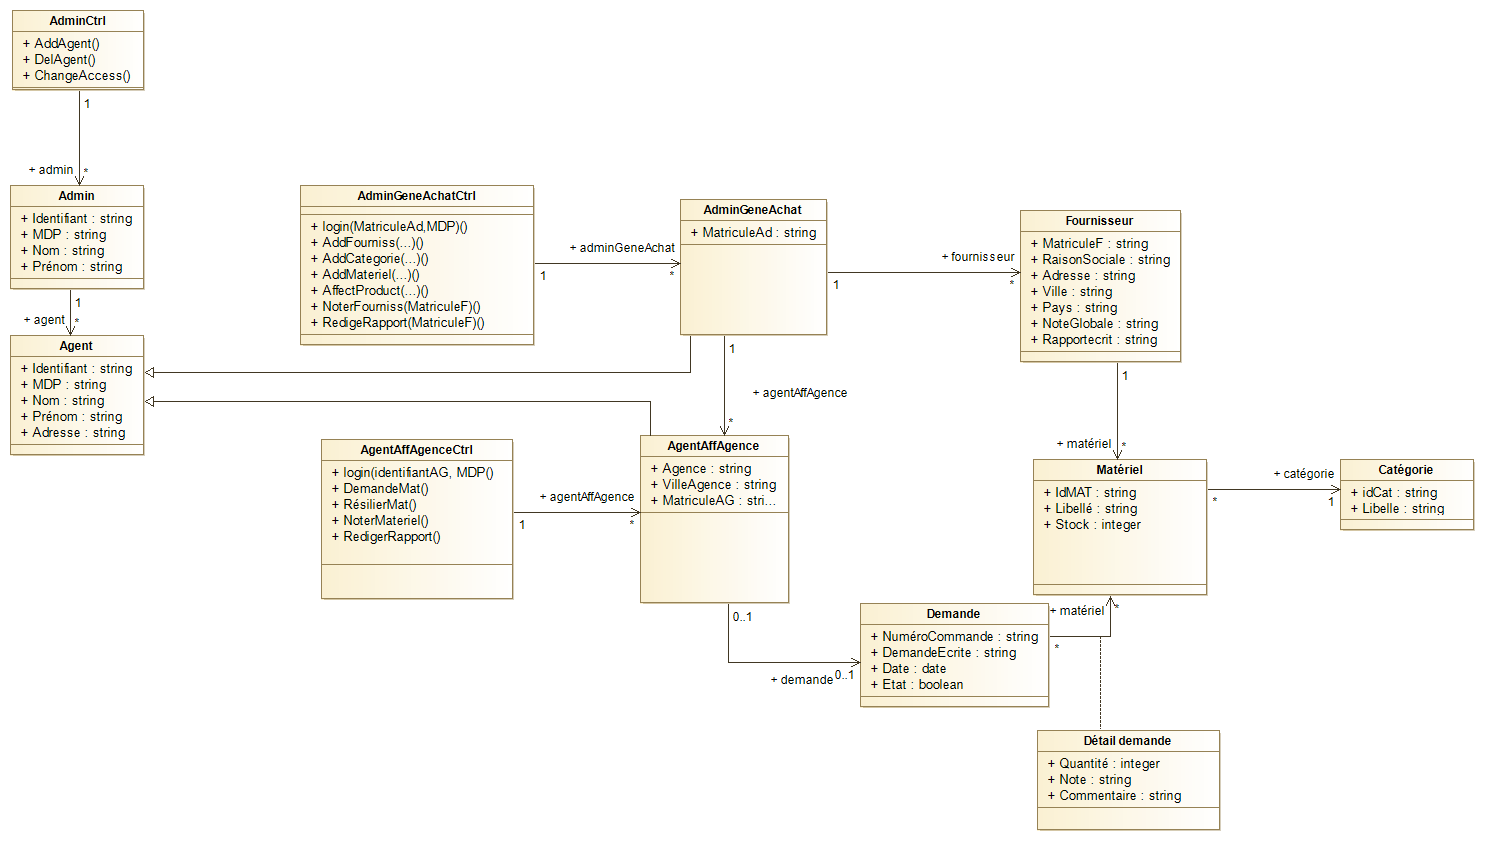 AdminCtrl
+ AddAgent()
+ DelAgent()
+ ChangeAccess()
1
+ admin
*
Admin
+ Identifiant : string
+ MDP : string
+ Nom : string
+ Prénom : string
1
+ agent
*
Agent
+ Identifiant : string
+ MDP : string
+ Nom : string
+ Prénom : string
+ Adresse : string
AdminGeneAchatCtrl
+ login(MatriculeAd,MDP)()
+ AddFourniss(...)()
+ AddCategorie(...)()
+ AddMateriel(...)()
+ AffectProduct(...)()
+ NoterFourniss(MatriculeF)()
+ RedigeRapport(MatriculeF)()
+ adminGeneAchat
1
*
AdminGeneAchat
+ MatriculeAd : string
+ fournisseur
1
*
Fournisseur
+ MatriculeF : string
+ RaisonSociale : string
+ Adresse : string
+ Ville : string
+ Pays : string
+ NoteGlobale : string
+ Rapportecrit : string
1
+ agentAffAgence
*
1
+ matériel
*
AgentAffAgenceCtrl
+ login(identifiantAG, MDP()
+ DemandeMat()
+ RésilierMat()
+ NoterMateriel()
+ RedigerRapport()
+ agentAffAgence
1
*
AgentAffAgence
+ Agence : string
+ VilleAgence : string
+ MatriculeAG : stri...
Matériel
+ IdMAT : string
+ Libellé : string
+ Stock : integer
+ catégorie
*
1
Catégorie
+ idCat : string
+ Libelle : string
0..1
+ demande
0..1
Demande
+ NuméroCommande : string
+ DemandeEcrite : string
+ Date : date
+ Etat : boolean
+ matériel
*
*
Détail demande
+ Quantité : integer
+ Note : string
+ Commentaire : string